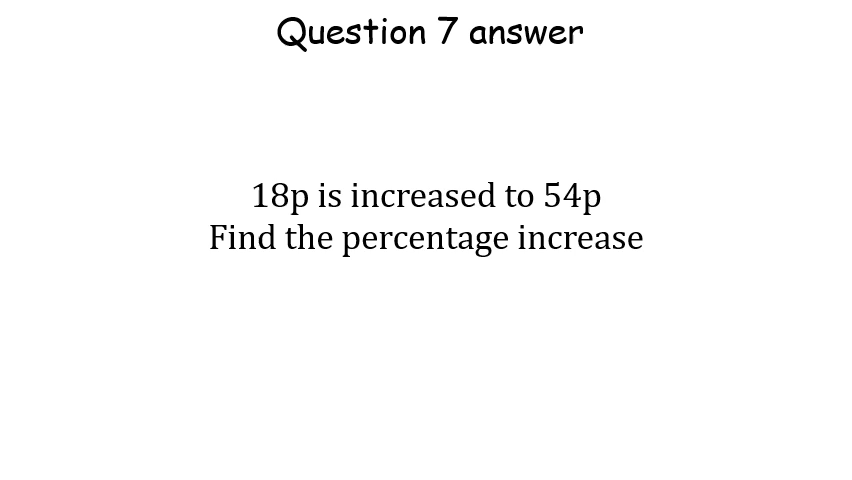 Question 7 answer
18p is increased to 54p
Find the percentage increase